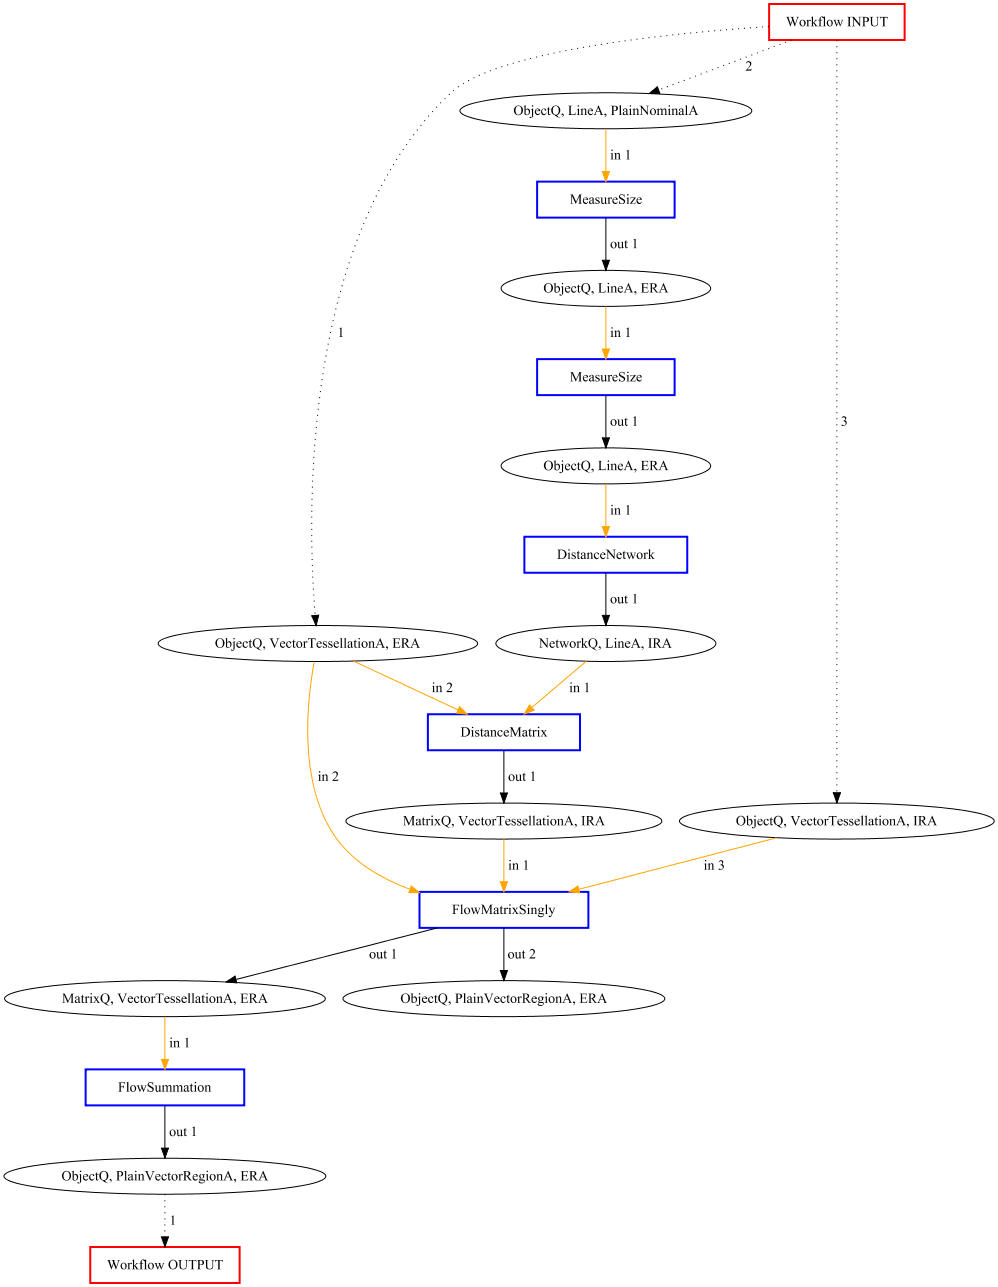 Workflow INPUT
2
ObjectQ, LineA, PlainNominalA
in 1
MeasureSize
out 1
ObjectQ, LineA, ERA
1
in 1
MeasureSize
3
out 1
ObjectQ, LineA, ERA
in 1
DistanceNetwork
out 1
ObjectQ, VectorTessellationA, ERA
NetworkQ, LineA, IRA
in 2
in 1
DistanceMatrix
in 2
out 1
MatrixQ, VectorTessellationA, IRA
ObjectQ, VectorTessellationA, IRA
in 1
in 3
FlowMatrixSingly
out 1
out 2
MatrixQ, VectorTessellationA, ERA
ObjectQ, PlainVectorRegionA, ERA
in 1
FlowSummation
out 1
ObjectQ, PlainVectorRegionA, ERA
1
Workflow OUTPUT